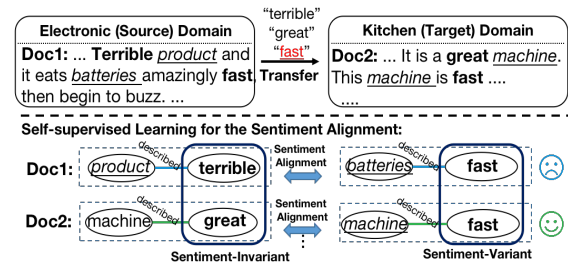 Electronic (Source) Domain
Doc1: ... Terrible product and
it eats batteries amazingly fast,
then begin to buzz. ...
"terrible"
"great"
"fast"
Transfer
Kitchen (Target) Domain
Doc2: ... It is a great machine.
This machine is fast ....
....
Self-supervised Learning for the Sentiment Alignment:
Doc1: product described terrible
Sentiment
Alignment
batteries described fast
Doc2: machine described great
Sentiment
Alignment
machine described fast
Sentiment-Invariant
Sentiment-Variant